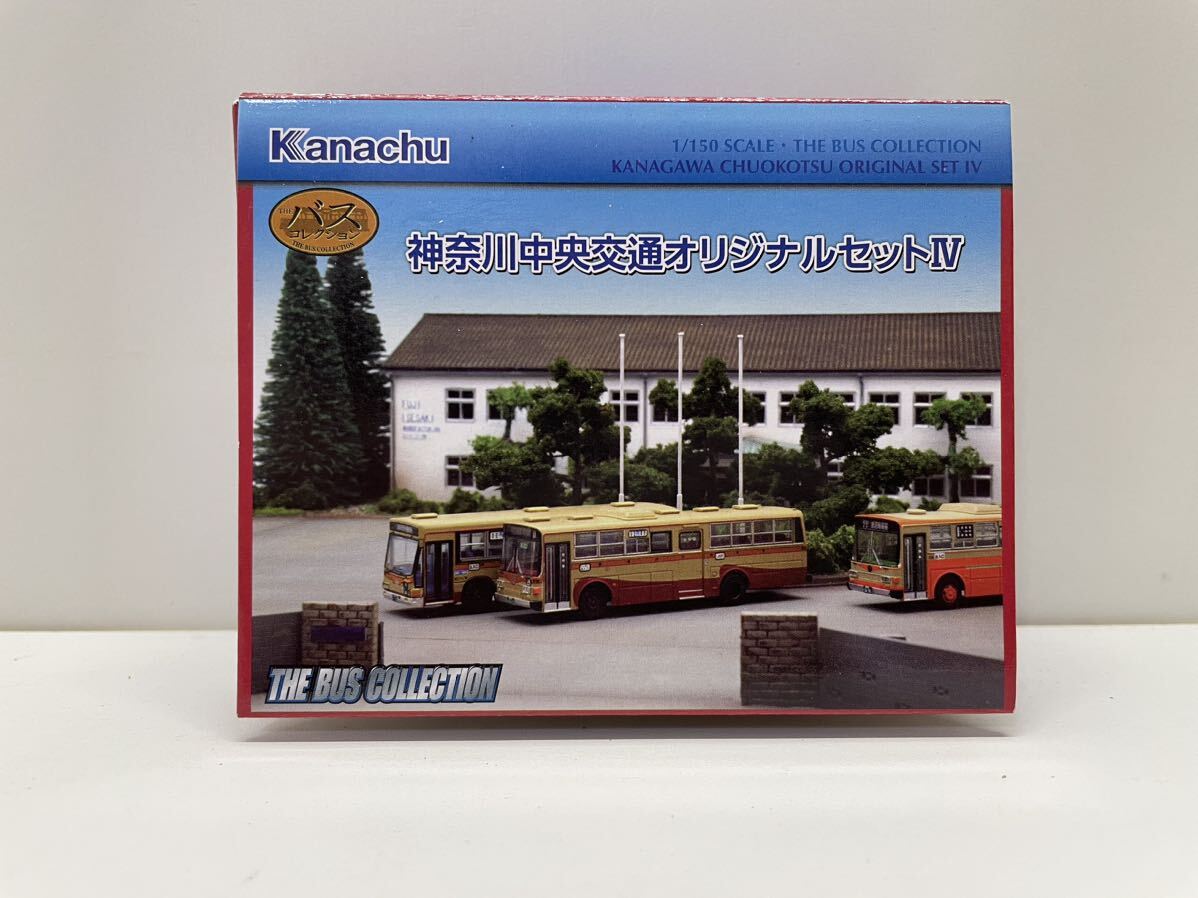 Kanachu
1/150 SCALE・THE BUS COLLECTION
KANAGAWA CHUOKOTSU ORIGINAL SET IV
THE
バス
コレクション
THE BUS COLLECTION
神奈川中央交通オリジナルセットIV
FUJI
THE BUS COLLECTION